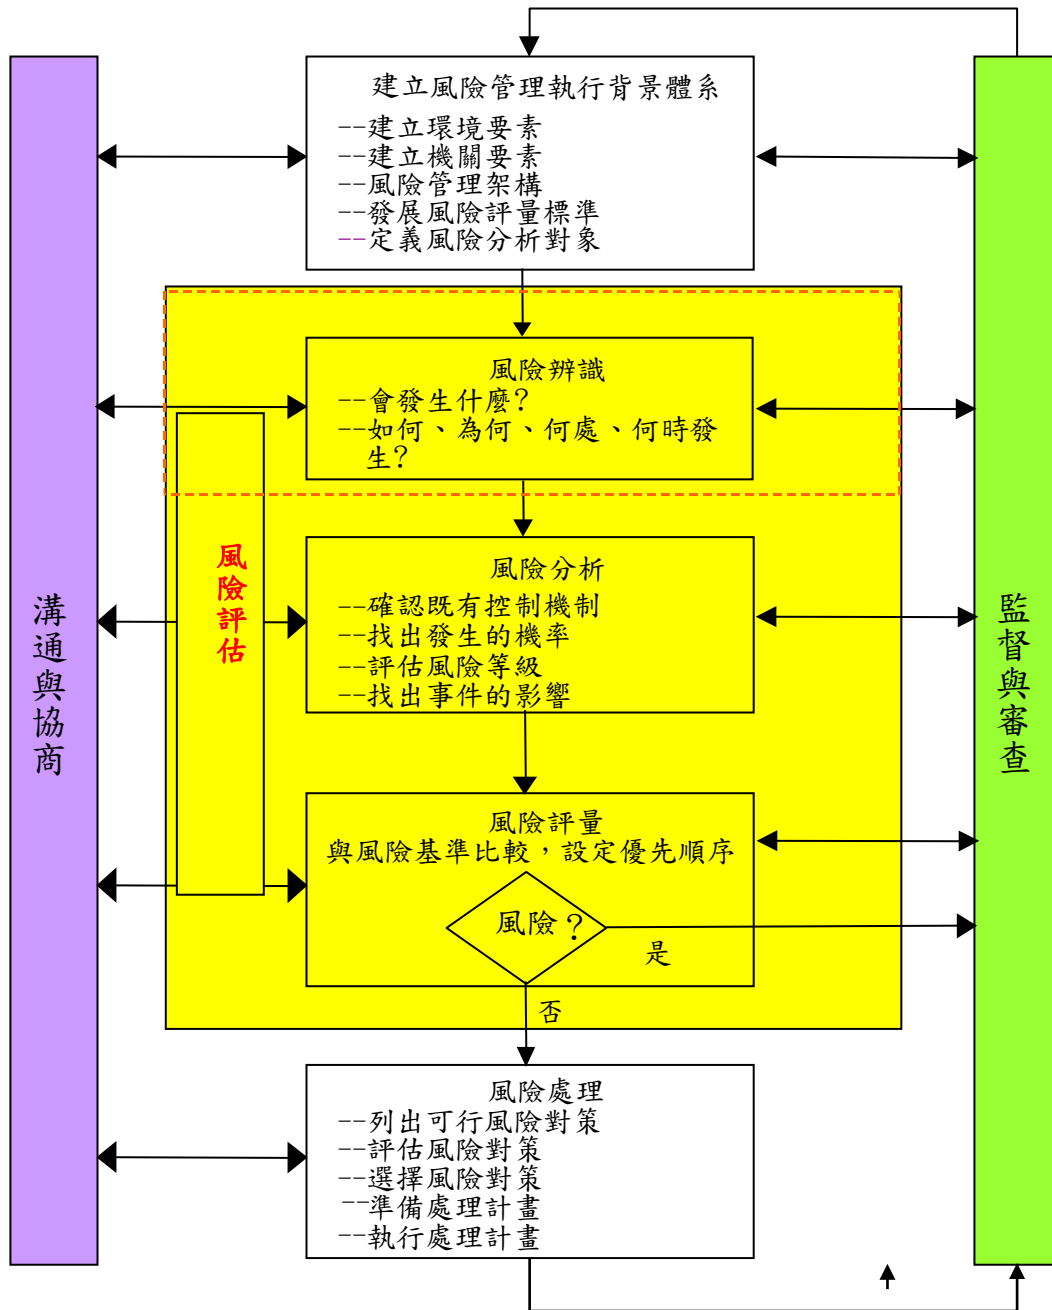 建立風險管理執行背景體系
--建立環境要素
--建立機關要素
--風險管理架構
--發展風險評量標準
--定義風險分析對象
風險辨識
--會發生什麼?
--如何、為何、何處、何時發
生?
風險評估
風險分析
--確認既有控制機制
--找出發生的機率
--評估風險等級
--找出事件的影響
溝通與協商
監督與審查
風險評量
與風險基準比較，設定優先順序
風險？
是
否
風險處理
--列出可行風險對策
--評估風險對策
--選擇風險對策
--準備處理計畫
--執行處理計畫